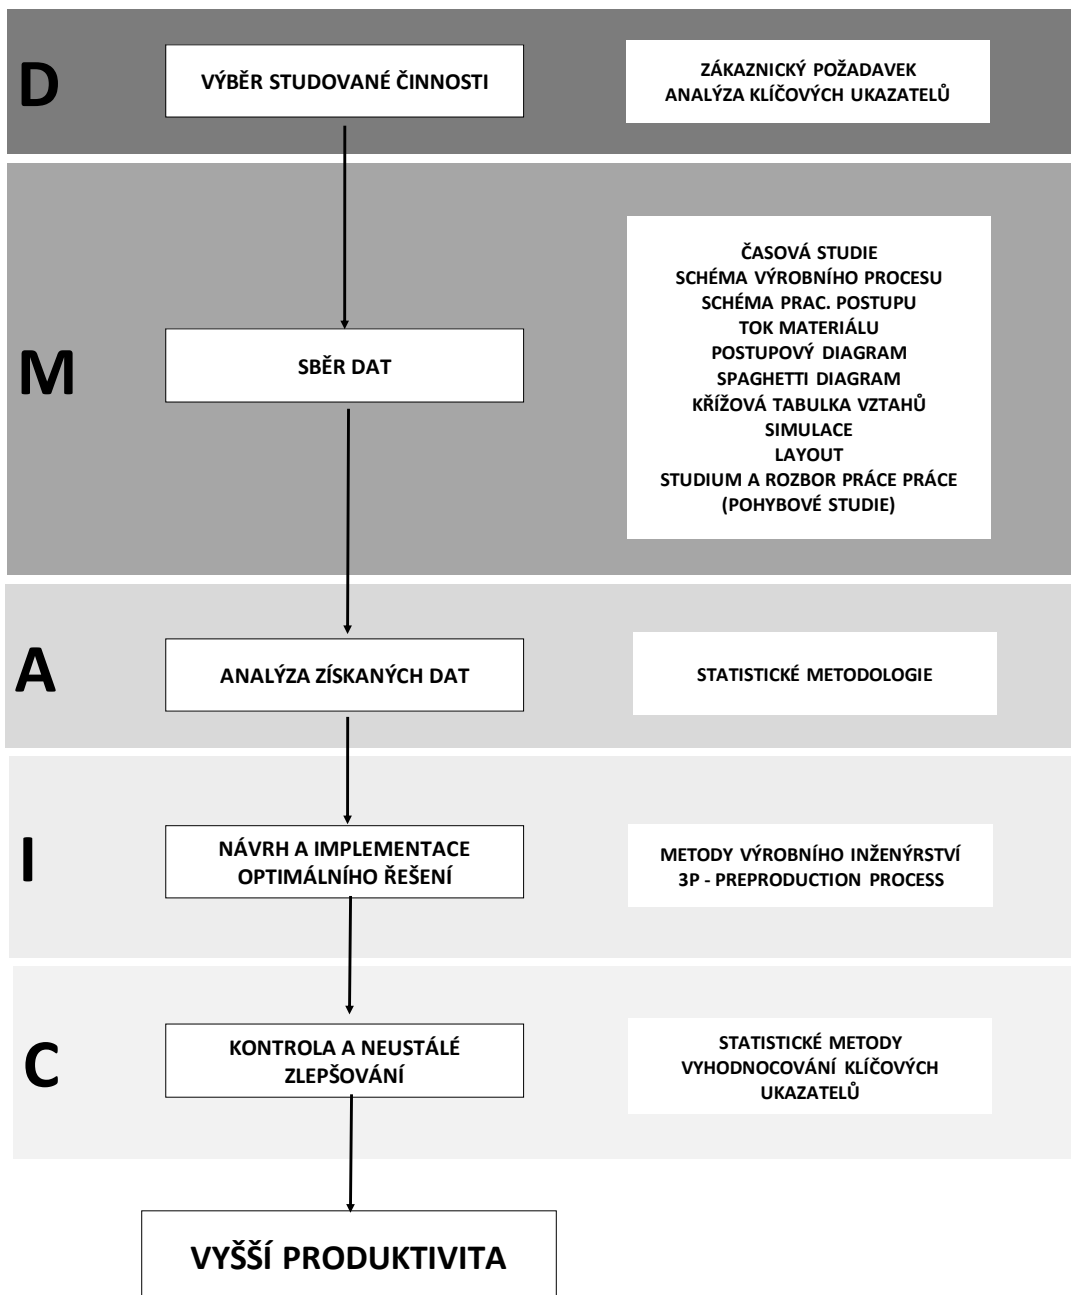 D
VÝBĚR STUDOVANÉ ČINNOSTI
ZÁKAZNICKÝ POŽADAVEK
ANALÝZA KLÍČOVÝCH UKAZATELŮ
M
SBĚR DAT
ČASOVÁ STUDIE
SCHÉMA VÝROBNÍHO PROCESU
SCHÉMA PRAC. POSTUPU
TOK MATERIÁLU
POSTUPOVÝ DIAGRAM
SPAGHETTI DIAGRAM
KŘÍŽOVÁ TABULKA VZTAHŮ
SIMULACE
LAYOUT
STUDIUM A ROZBOR PRÁCE PRÁCE
(POHYBOVÉ STUDIE)
A
ANALÝZA ZÍSKANÝCH DAT
STATISTICKÉ METODOLOGIE
I
NÁVRH A IMPLEMENTACE
OPTIMÁLNÍHO ŘEŠENÍ
METODY VÝROBNÍHO INŽENÝRSTVÍ
3P - PREPRODUCTION PROCESS
C
KONTROLA A NEUSTÁLÉ
ZLEPŠOVÁNÍ
STATISTICKÉ METODY
VYHODNOCOVÁNÍ KLÍČOVÝCH
UKAZATELŮ
VYŠŠÍ PRODUKTIVITA